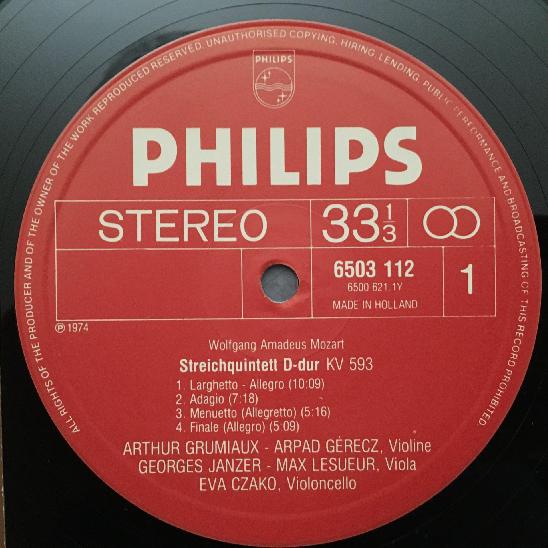 ALL RIGHTS OF THE PRODUCER AND OF THE OWNER OF THE WORK REPRODUCED RESERVED. UNAUTHORISED COPYING, HIRING, LENDING, PUBLIC PERFORMANCE AND BROADCASTING OF THIS RECORD PROHIBITED
PHILIPS
PHILIPS
STEREO 33 1/3
6503 112 1
6500 621.1Y
MADE IN HOLLAND
℗ 1974
Wolfgang Amadeus Mozart
Streichquintett D-dur KV 593
1. Larghetto - Allegro (10:09)
2. Adagio (7:18)
3. Menuetto (Allegretto) (5:16)
4. Finale (Allegro) (5:09)
ARTHUR GRUMIAUX - ARPAD GÉRECZ, Violine
GEORGES JANZER - MAX LESUEUR, Viola
EVA CZAKO, Violoncello